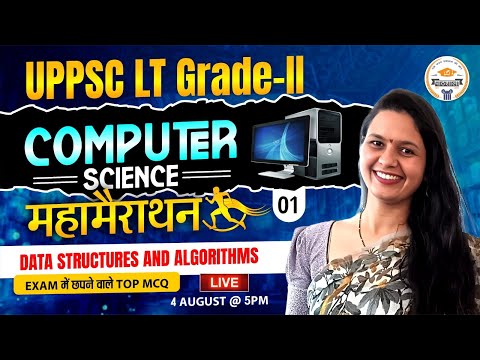 UPPSC LT Grade-II
COMPUTER
SCIENCE
महामैराथन
01
DATA STRUCTURES AND ALGORITHMS
EXAM में छपने वाले TOP MCQ
LIVE
4 AUGUST @ 5PM